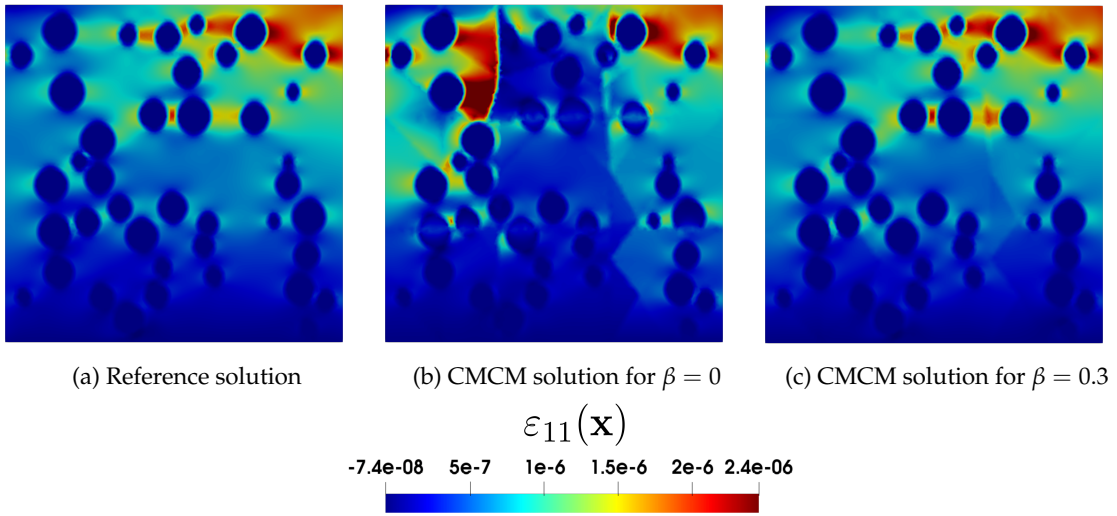 (a) Reference solution
(b) CMCM solution for β = 0
(c) CMCM solution for β = 0.3
ε₁₁(x)
-7.4e-08 5e-7 1e-6 1.5e-6 2e-6 2.4e-06